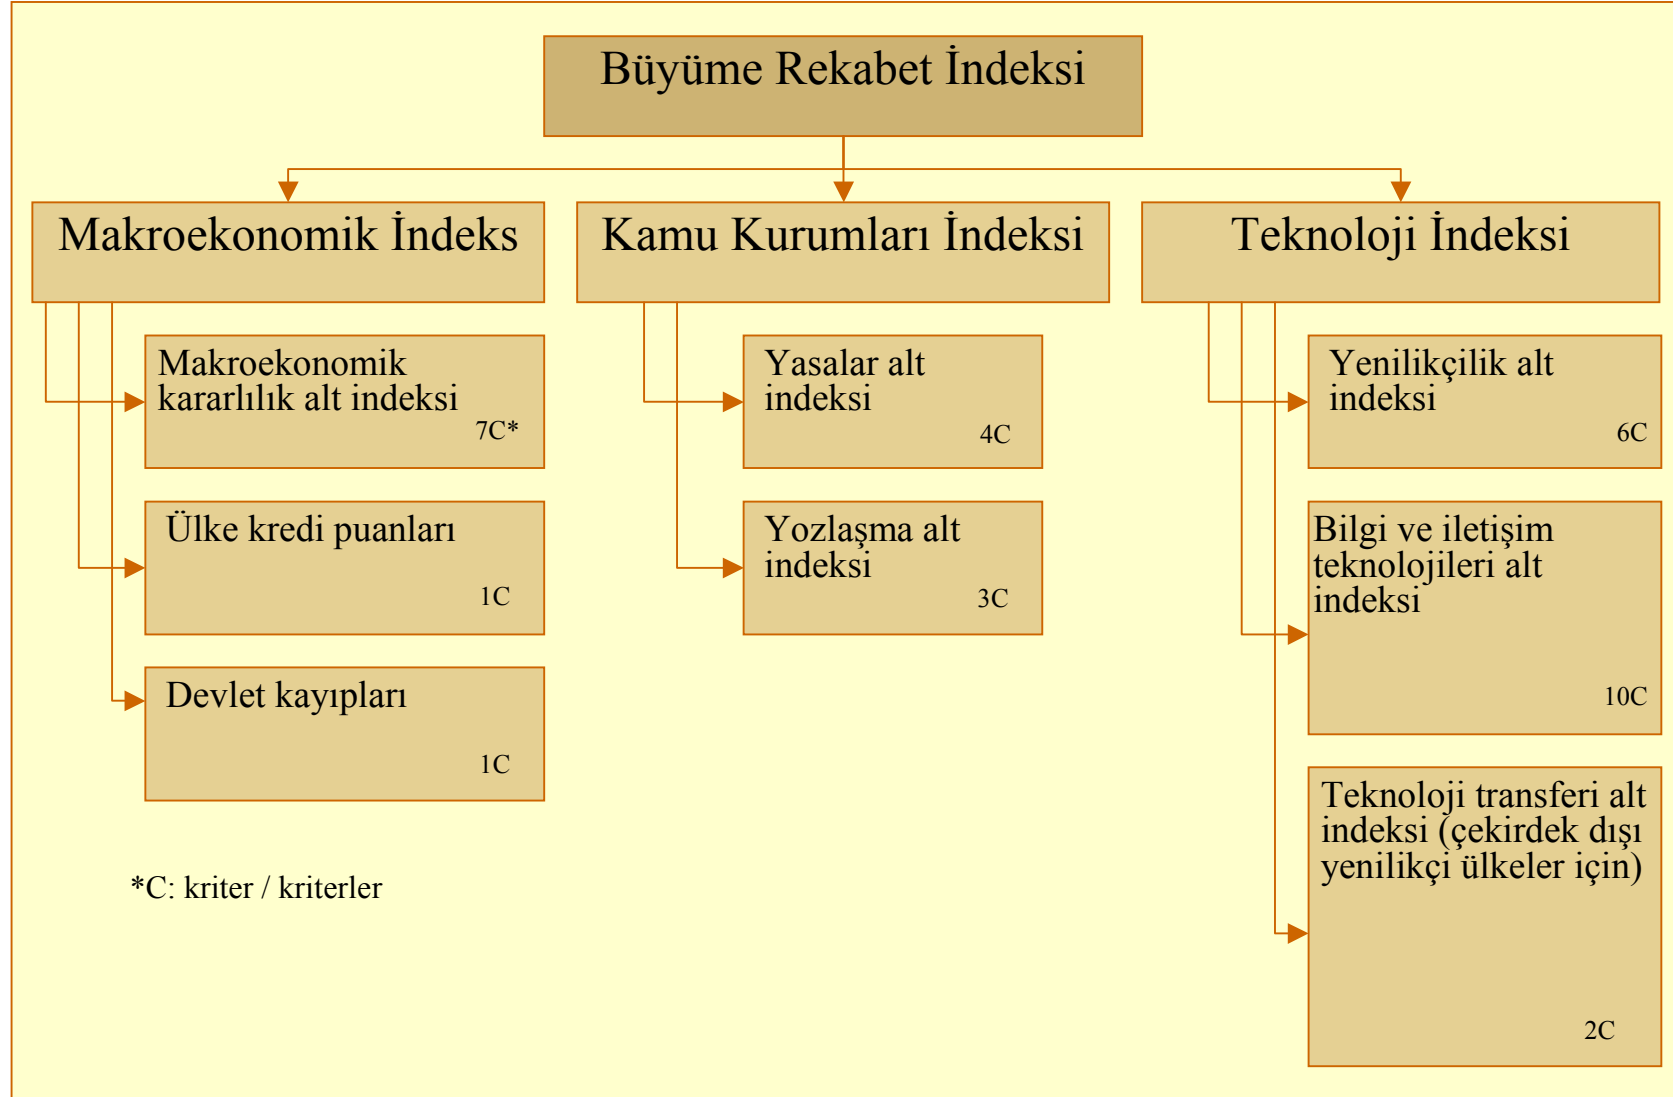 Büyüme Rekabet İndeksi
Makroekonomik İndeks
Kamu Kurumları İndeksi
Teknoloji İndeksi
Makroekonomik
kararlılık alt indeksi
7C*
Ülke kredi puanları
1C
Devlet kayıpları
1C
Yasalar alt
indeksi
4C
Yozlaşma alt
indeksi
3C
Yenilikçilik alt
indeksi
6C
Bilgi ve iletişim
teknolojileri alt
indeksi
10C
Teknoloji transferi alt
indeksi (çekirdek dışı
yenilikçi ülkeler için)
2C
*C: kriter / kriterler